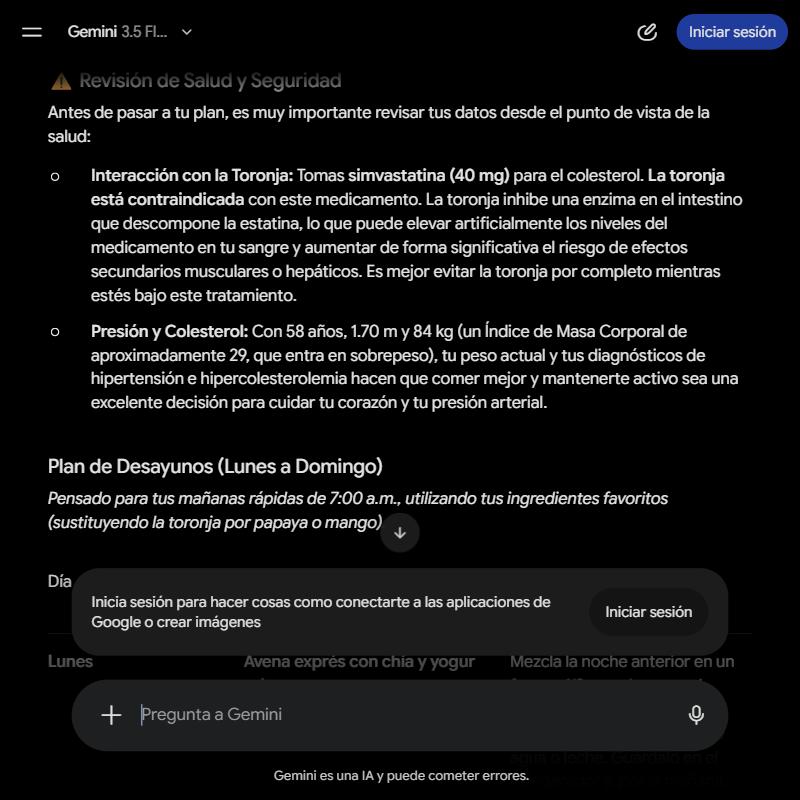 Gemini 3.5 Fl...
Iniciar sesión
⚠️ Revisión de Salud y Seguridad
Antes de pasar a tu plan, es muy importante revisar tus datos desde el punto de vista de la
salud:
Interacción con la Toronja: Tomas simvastatina (40 mg) para el colesterol. La toronja
está contraindicada con este medicamento. La toronja inhibe una enzima en el intestino
que descompone la estatina, lo que puede elevar artificialmente los niveles del
medicamento en tu sangre y aumentar de forma significativa el riesgo de efectos
secundarios musculares o hepáticos. Es mejor evitar la toronja por completo mientras
estés bajo este tratamiento.
Presión y Colesterol: Con 58 años, 1.70 m y 84 kg (un Índice de Masa Corporal de
aproximadamente 29, que entra en sobrepeso), tu peso actual y tus diagnósticos de
hipertensión e hipercolesterolemia hacen que comer mejor y mantenerte activo sea una
excelente decisión para cuidar tu corazón y tu presión arterial.
Plan de Desayunos (Lunes a Domingo)
Pensado para tus mañanas rápidas de 7:00 a.m., utilizando tus ingredientes favoritos
(sustituyendo la toronja por papaya o mango)
Día
Inicia sesión para hacer cosas como conectarte a las aplicaciones de
Google o crear imágenes
Iniciar sesión
Lunes
Avena exprés con chía y yogur
Mezcla la noche anterior en un
Pregunta a Gemini
agua o leche. Guárdalo en el
Gemini es una IA y puede cometer errores.